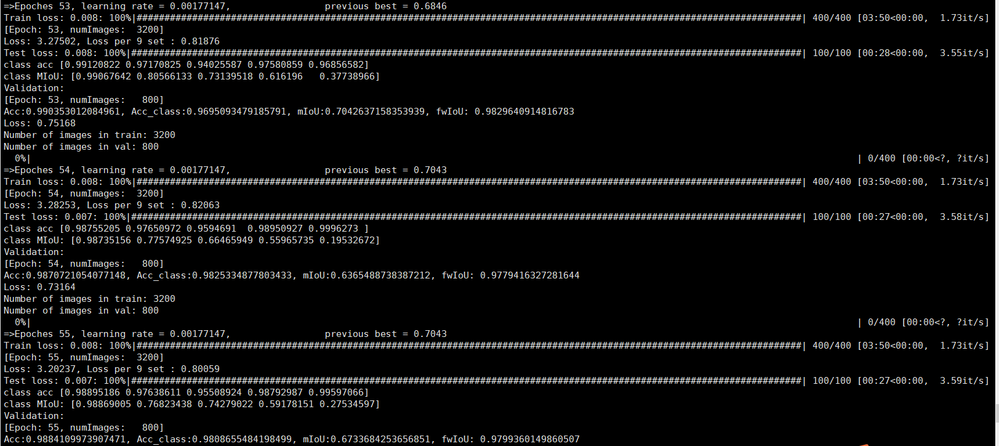 =>Epoches 53, learning rate = 0.00177147,                 previous best = 0.6846
Train loss: 0.008: 100%|########################################################################################################################| 400/400 [03:50<00:00,  1.73it/s]
[Epoch: 53, numImages:  3200]
Loss: 3.27502, Loss per 9 set : 0.81876
Test loss: 0.008: 100%|#########################################################################################################################| 100/100 [00:28<00:00,  3.55it/s]
class acc [0.99120822 0.97170825 0.94025587 0.97580859 0.96856582]
class MIoU: [0.99067642 0.80566133 0.73139518 0.616196   0.37738966]
Validation:
[Epoch: 53, numImages:   800]
Acc:0.990353012084961, Acc_class:0.9695093479185791, mIoU:0.7042637158353939, fwIoU: 0.9829640914816783
Loss: 0.75168
Number of images in train: 3200
Number of images in val: 800
  0%|                                                                                                                                                      | 0/400 [00:00<?, ?it/s]
=>Epoches 54, learning rate = 0.00177147,                 previous best = 0.7043
Train loss: 0.008: 100%|########################################################################################################################| 400/400 [03:50<00:00,  1.73it/s]
[Epoch: 54, numImages:  3200]
Loss: 3.28253, Loss per 9 set : 0.82063
Test loss: 0.007: 100%|#########################################################################################################################| 100/100 [00:27<00:00,  3.58it/s]
class acc [0.98755205 0.97650972 0.9594691  0.98950927 0.9996273 ]
class MIoU: [0.98735156 0.77574925 0.66465949 0.55965735 0.19532672]
Validation:
[Epoch: 54, numImages:   800]
Acc:0.9870721054077148, Acc_class:0.9825334877803433, mIoU:0.6365488738387212, fwIoU: 0.9779416327281644
Loss: 0.73164
Number of images in train: 3200
Number of images in val: 800
  0%|                                                                                                                                                      | 0/400 [00:00<?, ?it/s]
=>Epoches 55, learning rate = 0.00177147,                 previous best = 0.7043
Train loss: 0.008: 100%|########################################################################################################################| 400/400 [03:50<00:00,  1.73it/s]
[Epoch: 55, numImages:  3200]
Loss: 3.20237, Loss per 9 set : 0.80059
Test loss: 0.007: 100%|#########################################################################################################################| 100/100 [00:27<00:00,  3.59it/s]
class acc [0.98895186 0.97638611 0.95508924 0.98792987 0.99597066]
class MIoU: [0.98869005 0.76823438 0.74279022 0.59178151 0.27534597]
Validation:
[Epoch: 55, numImages:   800]
Acc:0.9884109973907471, Acc_class:0.9808655484198499, mIoU:0.6733684253656851, fwIoU: 0.9799360149860507